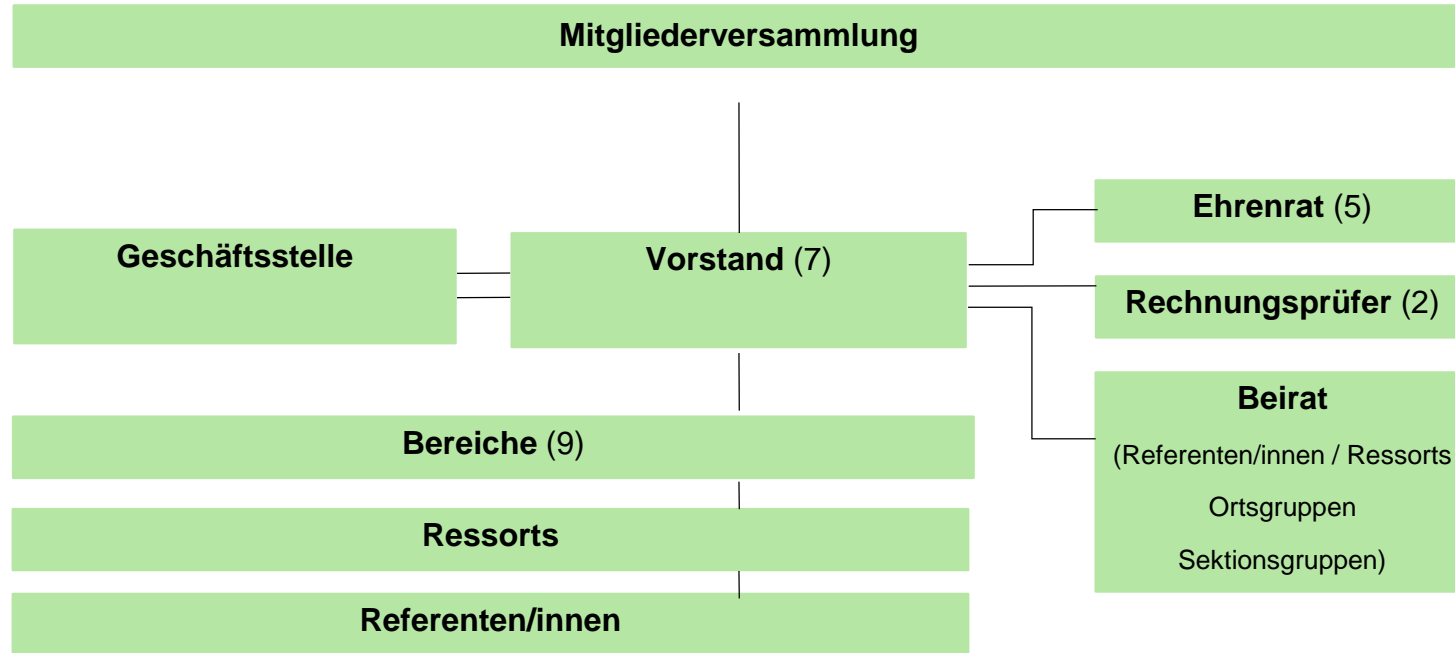 Mitgliederversammlung
Ehrenrat (5)
Geschäftsstelle
Vorstand (7)
Rechnungsprüfer (2)
Beirat
(Referenten/innen / Ressorts
Ortsgruppen
Sektionsgruppen)
Bereiche (9)
Ressorts
Referenten/innen